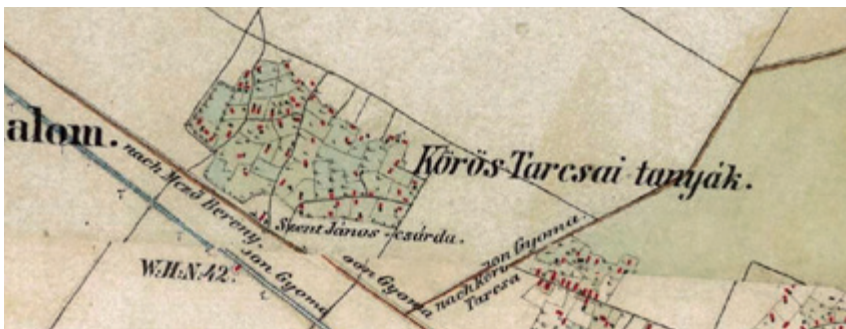 alom.
Körös-Tarcsai tanyák.
nach Mező Bereny,
Szent János-csárda.
von Gyoma
von Gyoma
W.H.N.42.
von Gyoma.
nach Körös
Tarcsa